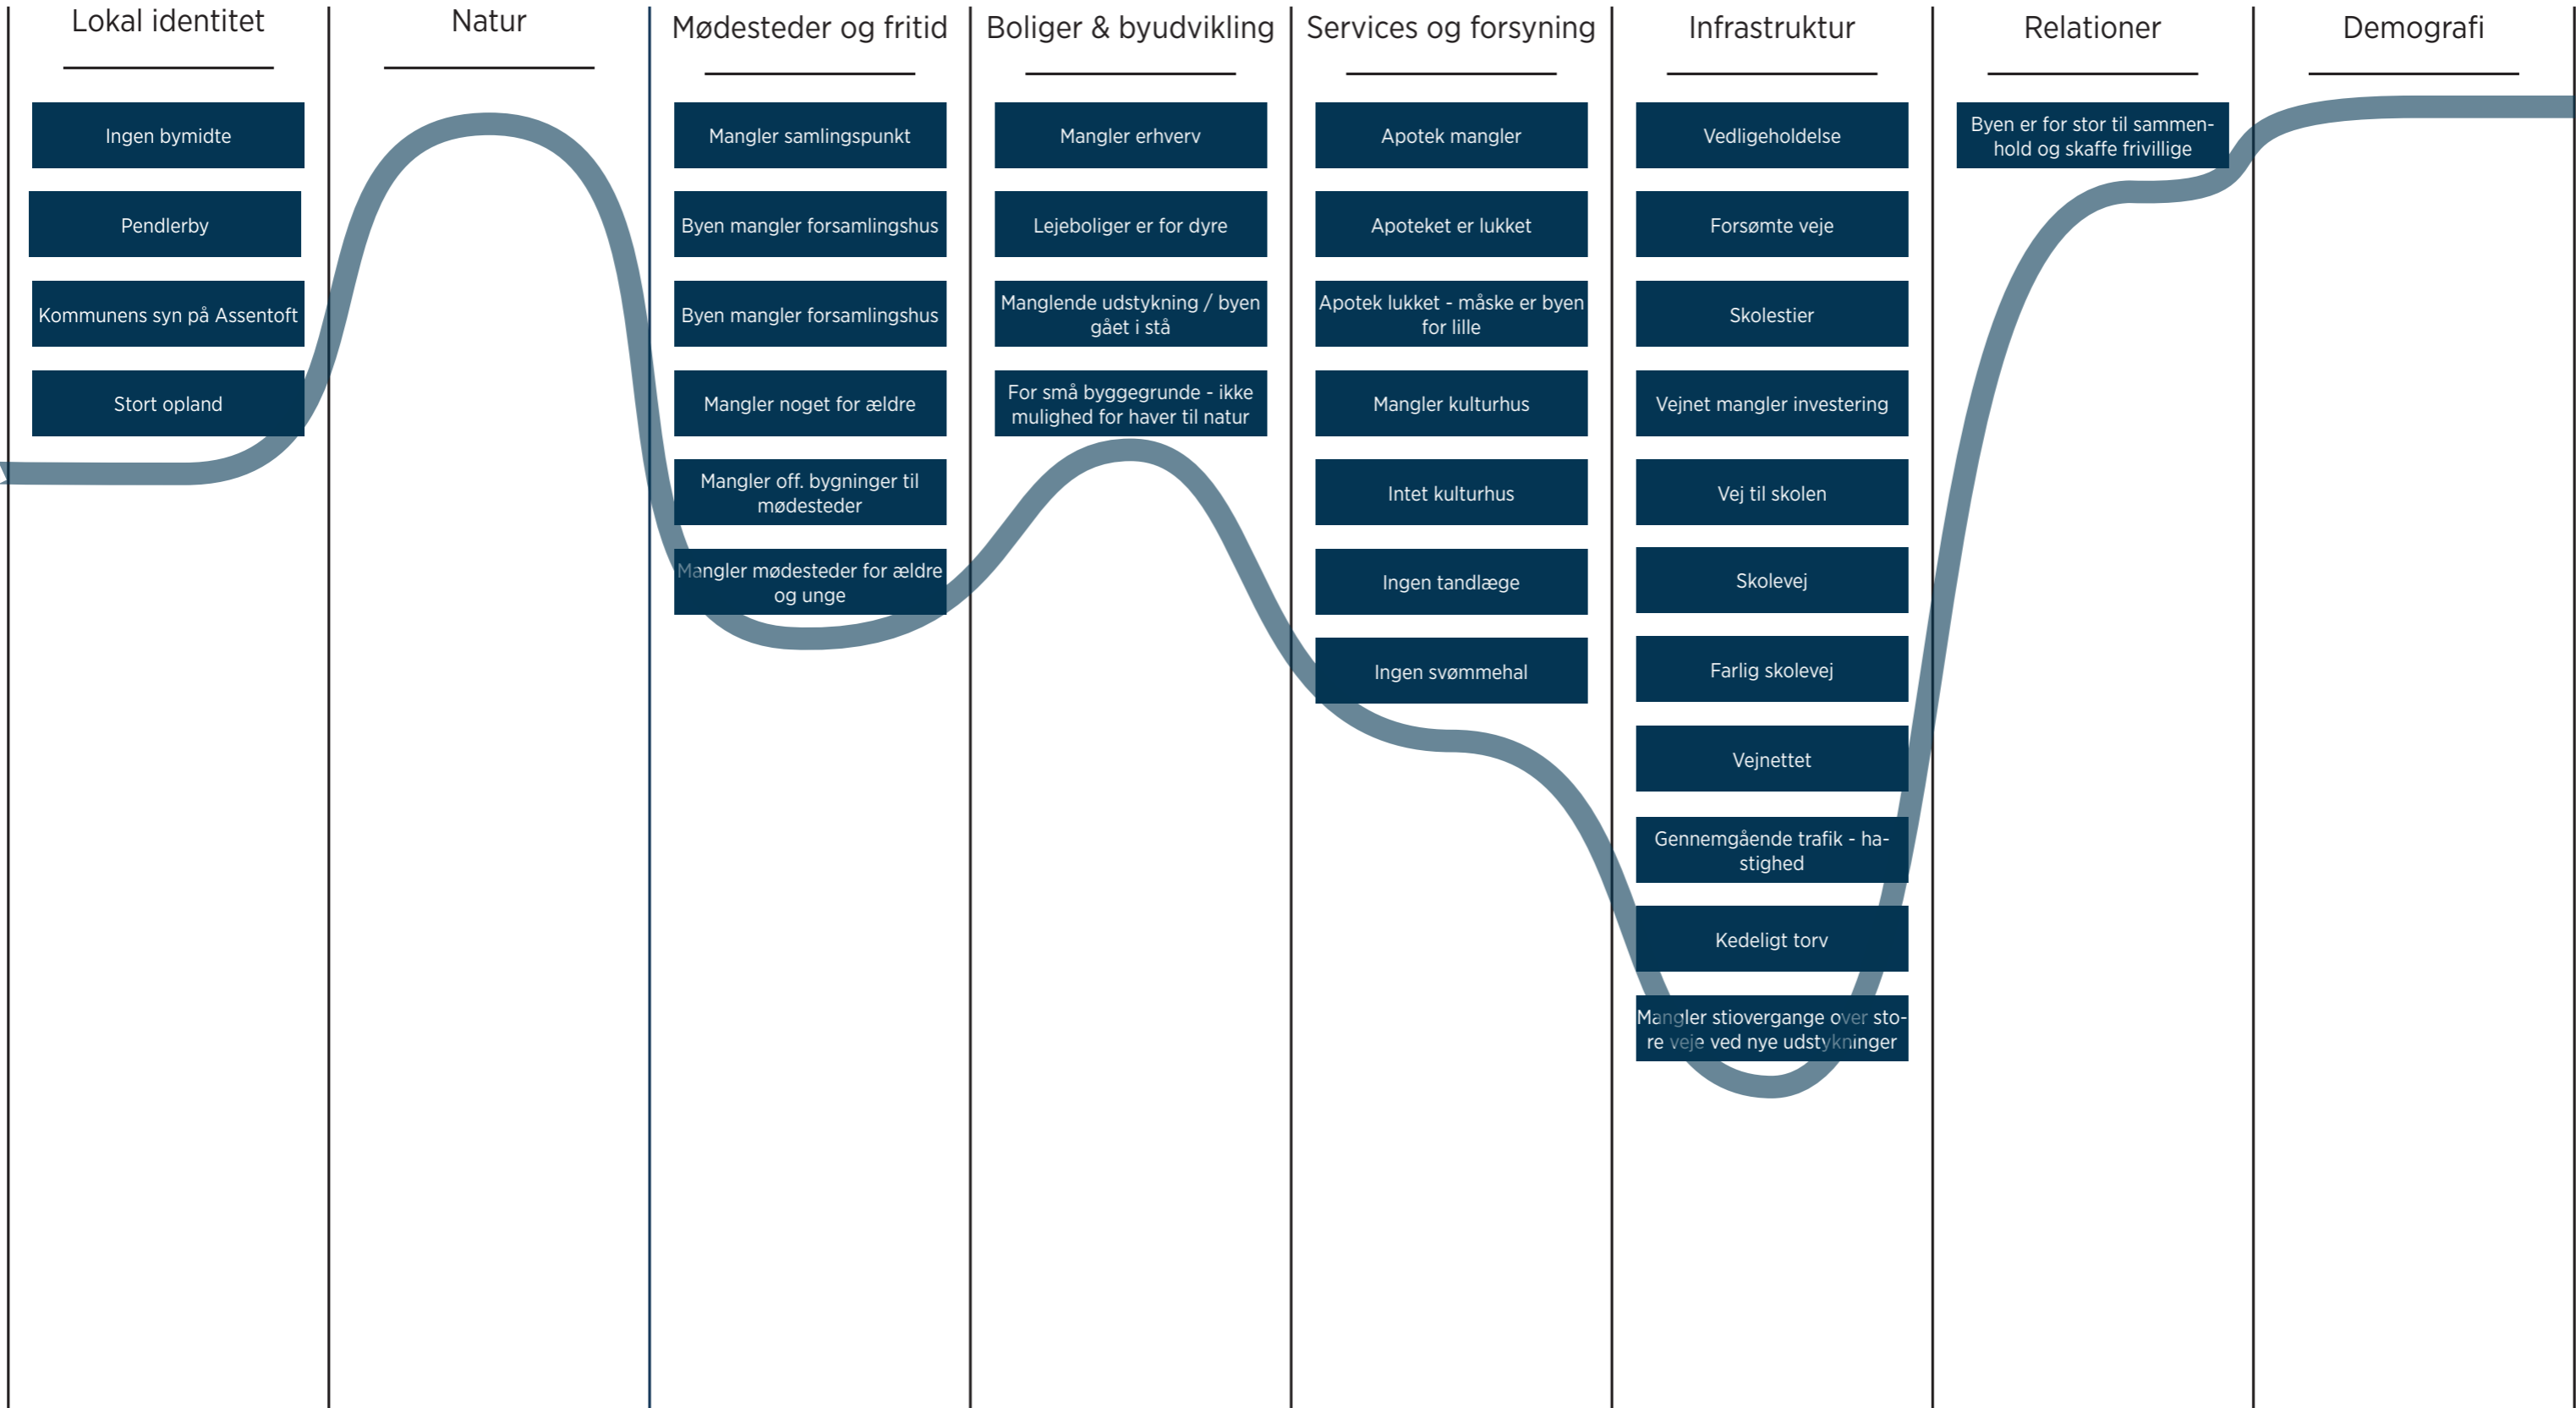 Lokal identitet
Ingen bymidte
Pendlerby
Kommunens syn på Assentoft
Stort opland
Natur
Mødesteder og fritid
Mangler samlingspunkt
Byen mangler forsamlingshus
Byen mangler forsamlingshus
Mangler noget for ældre
Mangler off. bygninger til
mødesteder
Mangler mødesteder for ældre
og unge
Boliger & byudvikling
Mangler erhverv
Lejeboliger er for dyre
Manglende udstykning / byen
gået i stå
For små byggegrunde - ikke
mulighed for haver til natur
Services og forsyning
Apotek mangler
Apoteket er lukket
Apotek lukket - måske er byen
for lille
Mangler kulturhus
Intet kulturhus
Ingen tandlæge
Ingen svømmehal
Infrastruktur
Vedligeholdelse
Forsømte veje
Skolestier
Vejnet mangler investering
Vej til skolen
Skolevej
Farlig skolevej
Vejnettet
Gennemgående trafik - ha-
stighed
Kedeligt torv
Mangler stiovergange over sto-
re veje ved nye udstykninger
Relationer
Byen er for stor til sammen-
hold og skaffe frivillige
Demografi